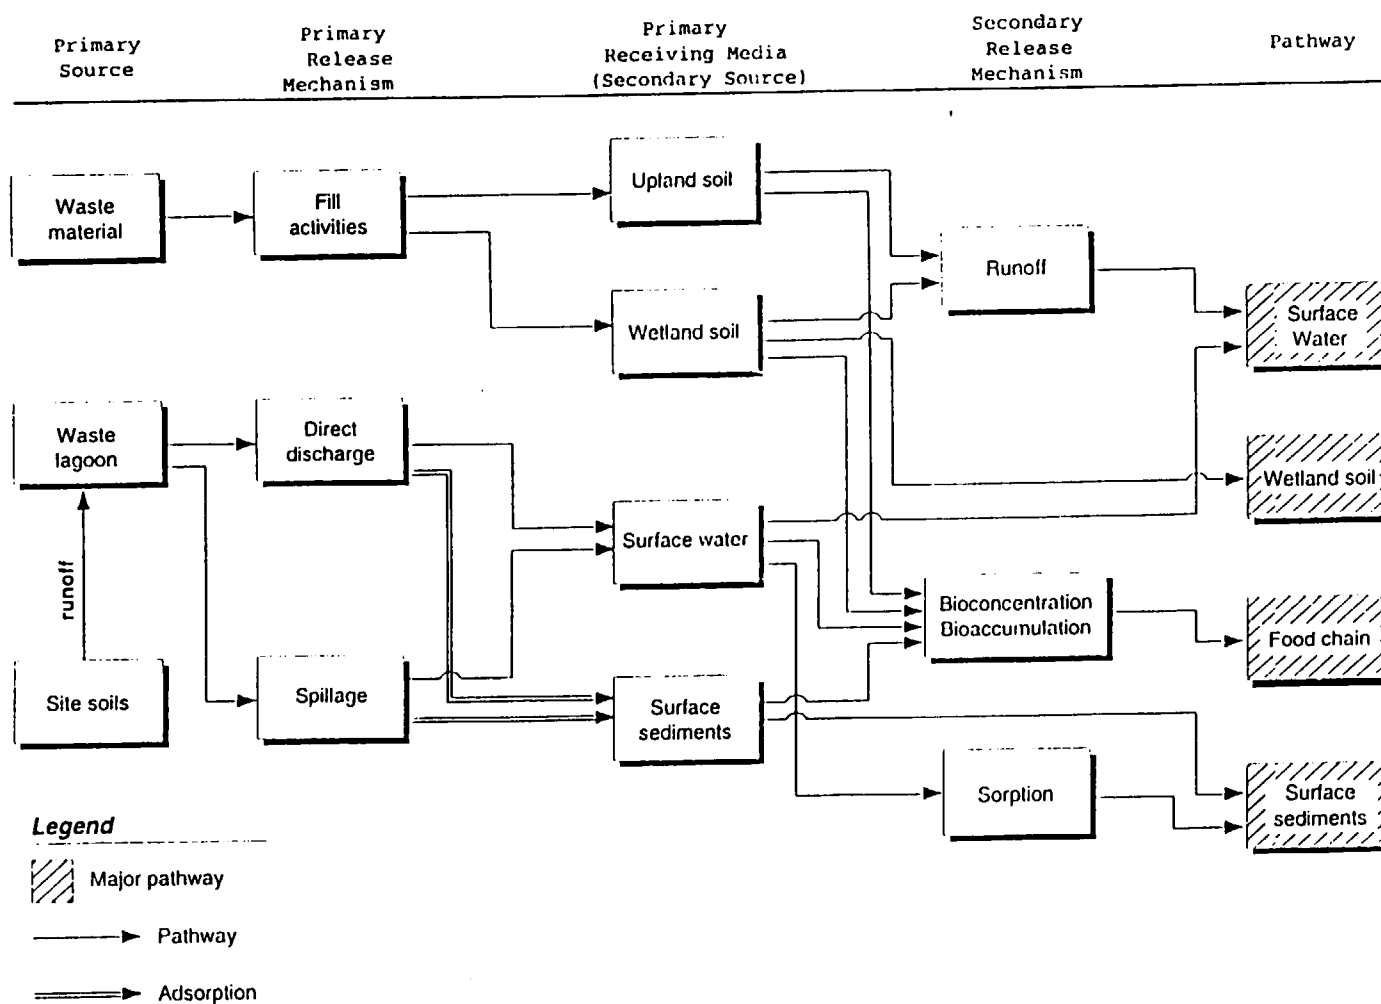 Primary
Source
Primary
Release
Mechanism
Primary
Receiving Media
(Secondary Source)
Secondary
Release
Mechanism
Pathway
Waste
material
Fill
activities
Upland soil
Wetland soil
Runoff
Surface
Water
Waste
lagoon
Direct
discharge
Surface water
Wetland soil
runoff
Bioconcentration
Bioaccumulation
Food chain
Site soils
Spillage
Surface
sediments
Sorption
Surface
sediments
Legend
Major pathway
Pathway
Adsorption